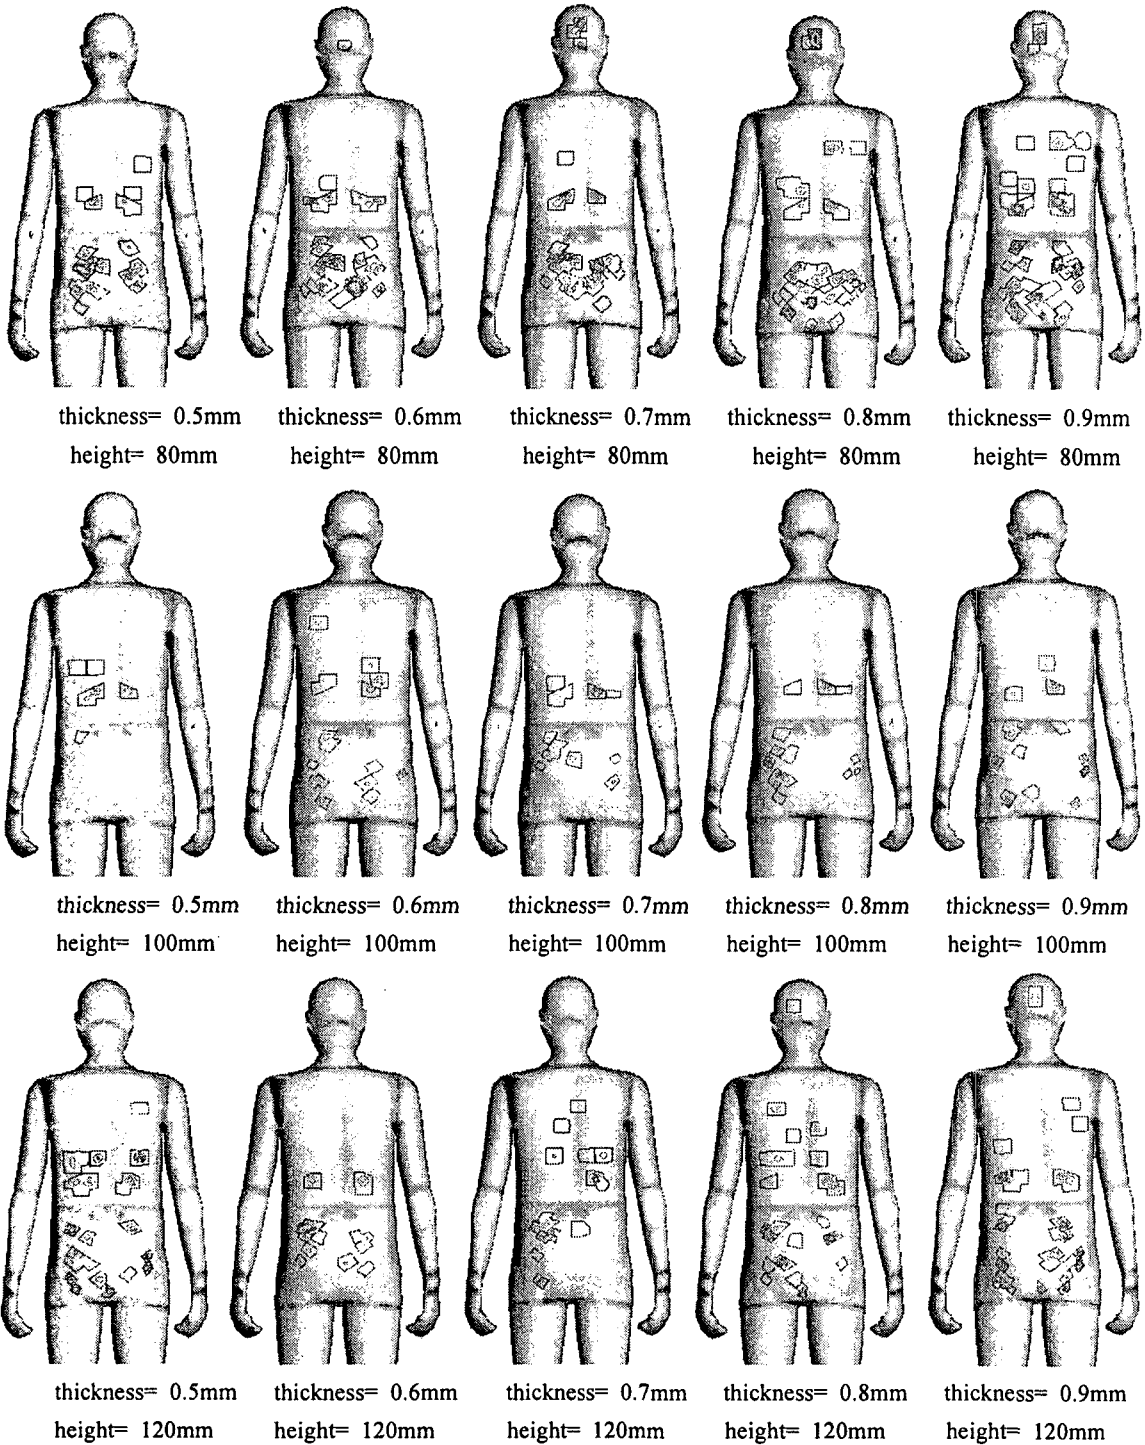 thickness= 0.5mm thickness= 0.6mm thickness= 0.7mm thickness= 0.8mm thickness= 0.9mm
height= 80mm height= 80mm height= 80mm height= 80mm height= 80mm
thickness= 0.5mm thickness= 0.6mm thickness= 0.7mm thickness= 0.8mm thickness= 0.9mm
height= 100mm height= 100mm height= 100mm height= 100mm height= 100mm
thickness= 0.5mm thickness= 0.6mm thickness= 0.7mm thickness= 0.8mm thickness= 0.9mm
height= 120mm height= 120mm height= 120mm height= 120mm height= 120mm